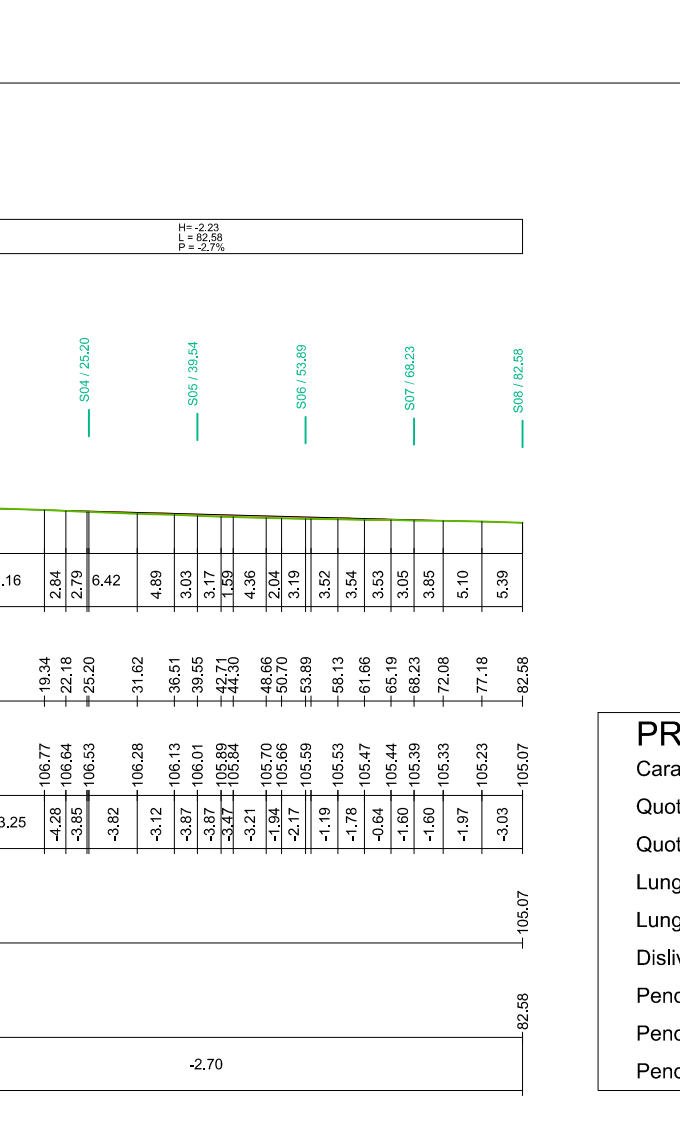 H= -2.23
L = 82.58
P = -2.7%
S04 / 25.20
S05 / 39.54
S06 / 53.89
S07 / 68.23
S08 / 82.58
.16 2.84 2.79 6.42 4.89 3.03 3.17 1.59 4.36 2.04 3.19 3.52 3.54 3.53 3.05 3.85 5.10 5.39
19.34 22.18 25.20 31.62 36.51 39.55 42.71 44.30 48.66 50.70 53.89 58.13 61.66 65.19 68.23 72.08 77.18 82.58
106.77 106.64 106.53 106.28 106.13 106.01 105.89 105.84 105.70 105.66 105.59 105.53 105.47 105.44 105.39 105.33 105.23 105.07
3.25 -4.28 -3.85 -3.82 -3.12 -3.87 -3.87 -3.47 -3.21 -1.94 -2.17 -1.19 -1.78 -0.64 -1.60 -1.60 -1.97 -3.03
105.07
82.58
-2.70
PR
Cara
Quot
Quot
Lung
Lung
Disliv
Pend
Pend
Pend